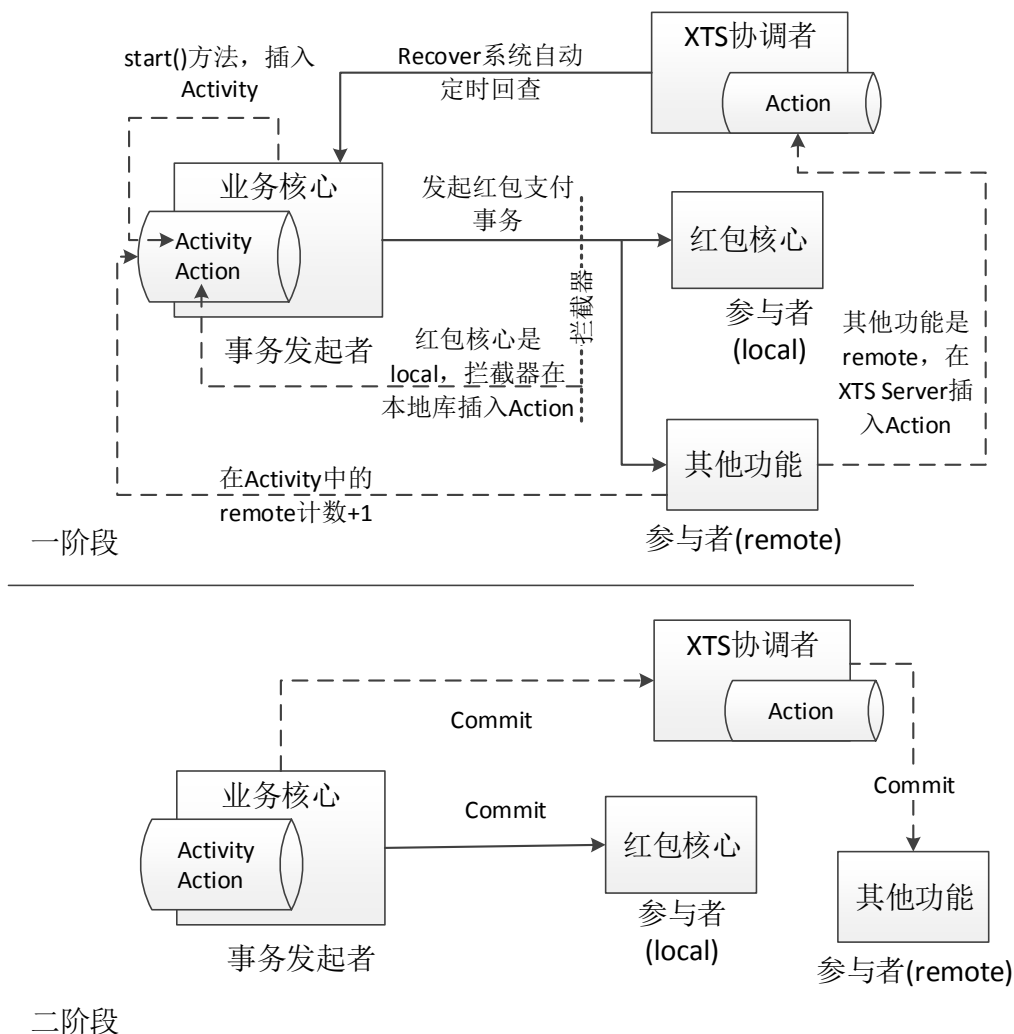 XTS协调者
Action
Recover系统自动
定时回查
start()方法，插入
Activity
业务核心
Activity
Action
事务发起者
发起红包支付
事务
拦截器
红包核心
参与者
(local)
红包核心是
local，拦截器在
本地库插入Action
其他功能是
remote，在
XTS Server插
入Action
其他功能
参与者(remote)
在Activity中的
remote计数+1
一阶段
XTS协调者
Action
Commit
业务核心
Activity
Action
事务发起者
Commit
红包核心
参与者
(local)
Commit
其他功能
参与者(remote)
二阶段